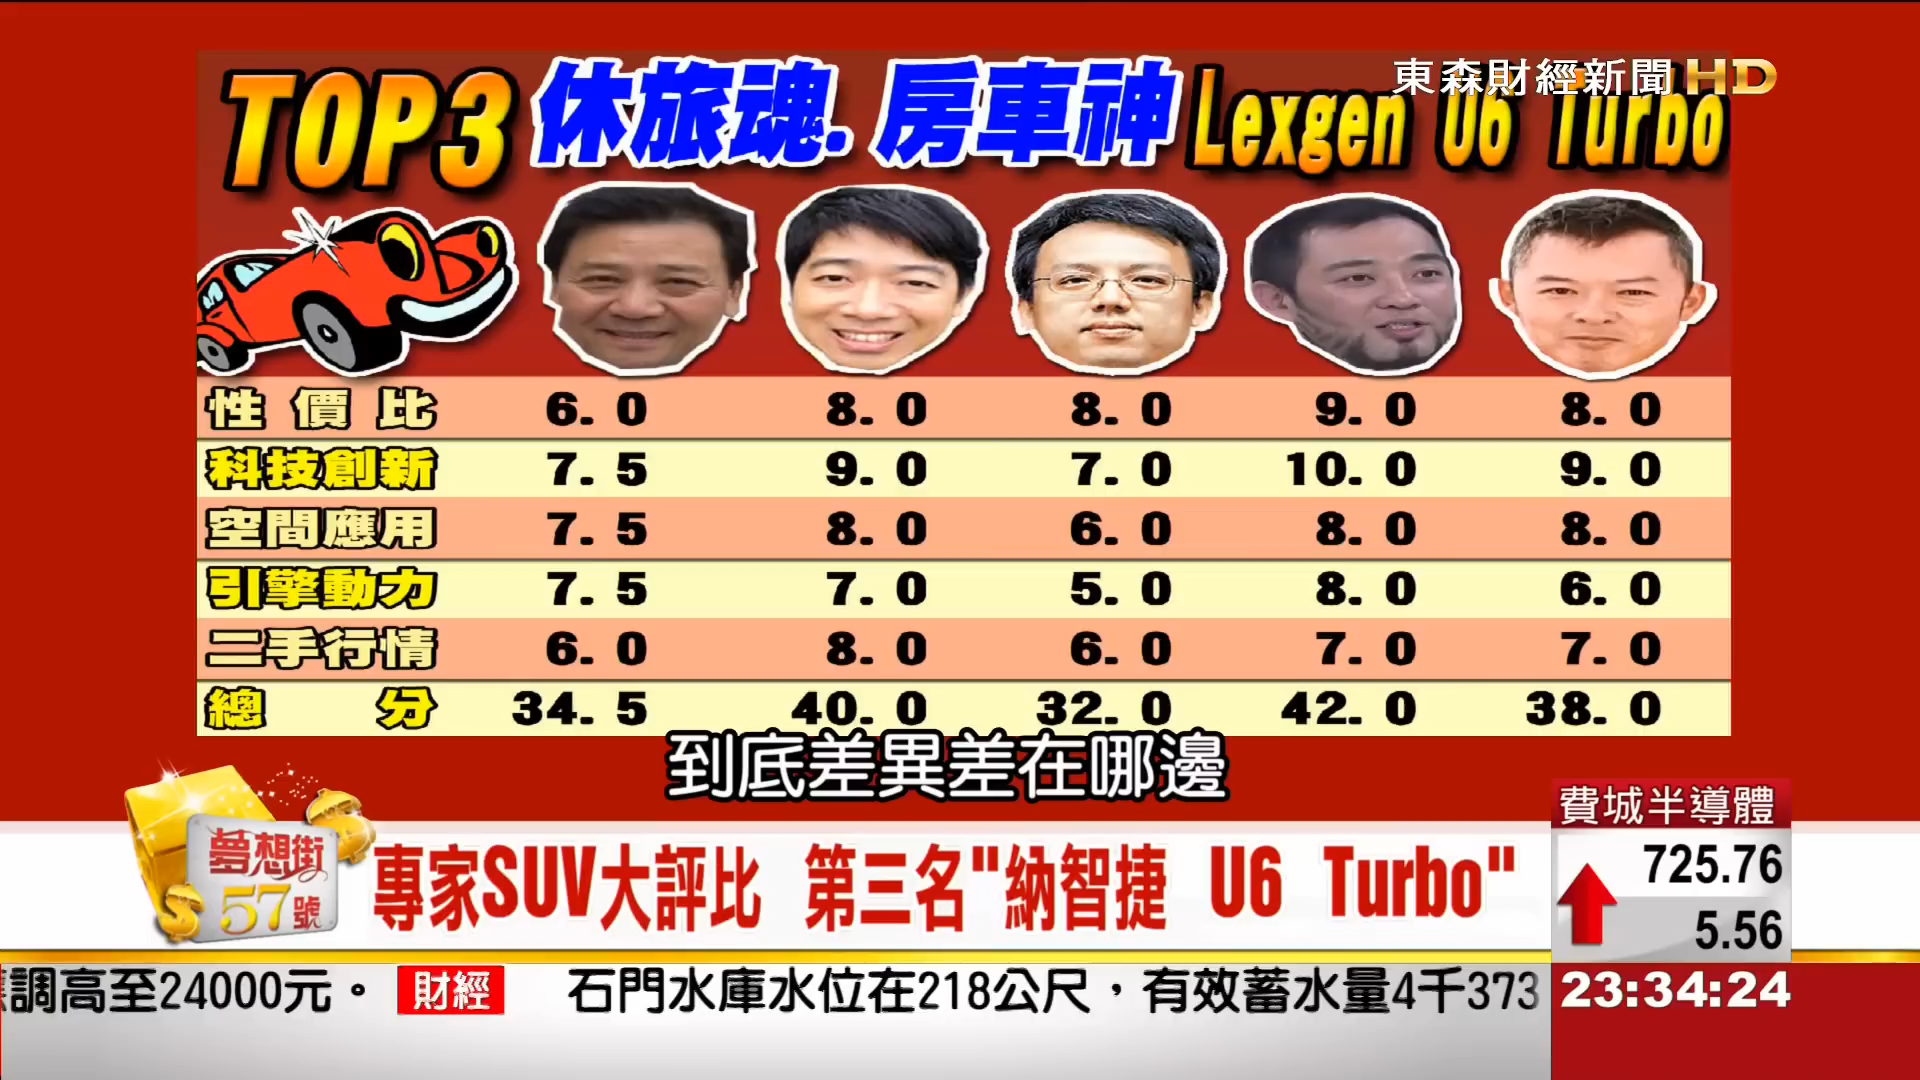 東森財經新聞HD
TOP3 休旅魂.房車神 Lexgen U6 Turbo
性價比 6.0 8.0 8.0 9.0 8.0
科技創新 7.5 9.0 7.0 10.0 9.0
空間應用 7.5 8.0 6.0 8.0 8.0
引擎動力 7.5 7.0 5.0 8.0 6.0
二手行情 6.0 8.0 6.0 7.0 7.0
總分 34.5 40.0 32.0 42.0 38.0
到底差異差在哪邊
夢想街
57號
專家SUV大評比 第三名"納智捷 U6 Turbo"
費城半導體
725.76
5.56
調高至24000元。 財經 石門水庫水位在218公尺，有效蓄水量4千373
23:34:24